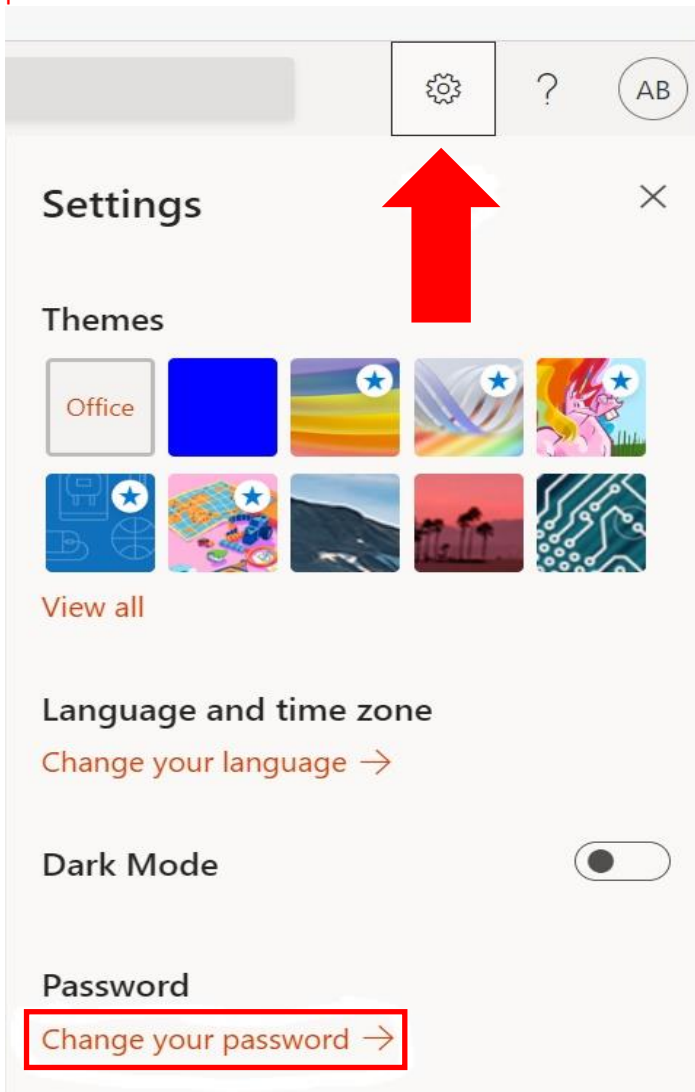 ? AB
Settings
Themes
Office
View all
Language and time zone
Change your language →
Dark Mode
Password
Change your password →